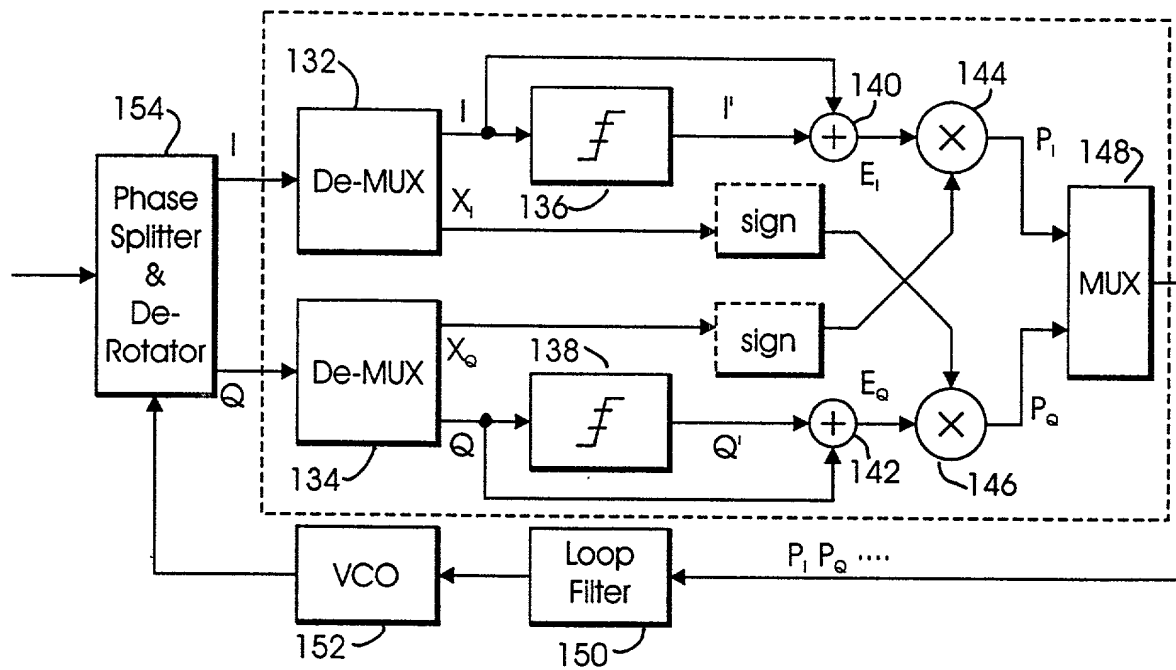 132
I
I'
140
144
154
I
De-MUX
136
E_I
P_I
148
X_I
sign
Phase
Splitter
&
De-
Rotator
MUX
De-MUX
X_Q
sign
138
E_Q
P_Q
Q
Q
Q'
134
142
146
VCO
Loop
Filter
P_I P_Q ....
152
150